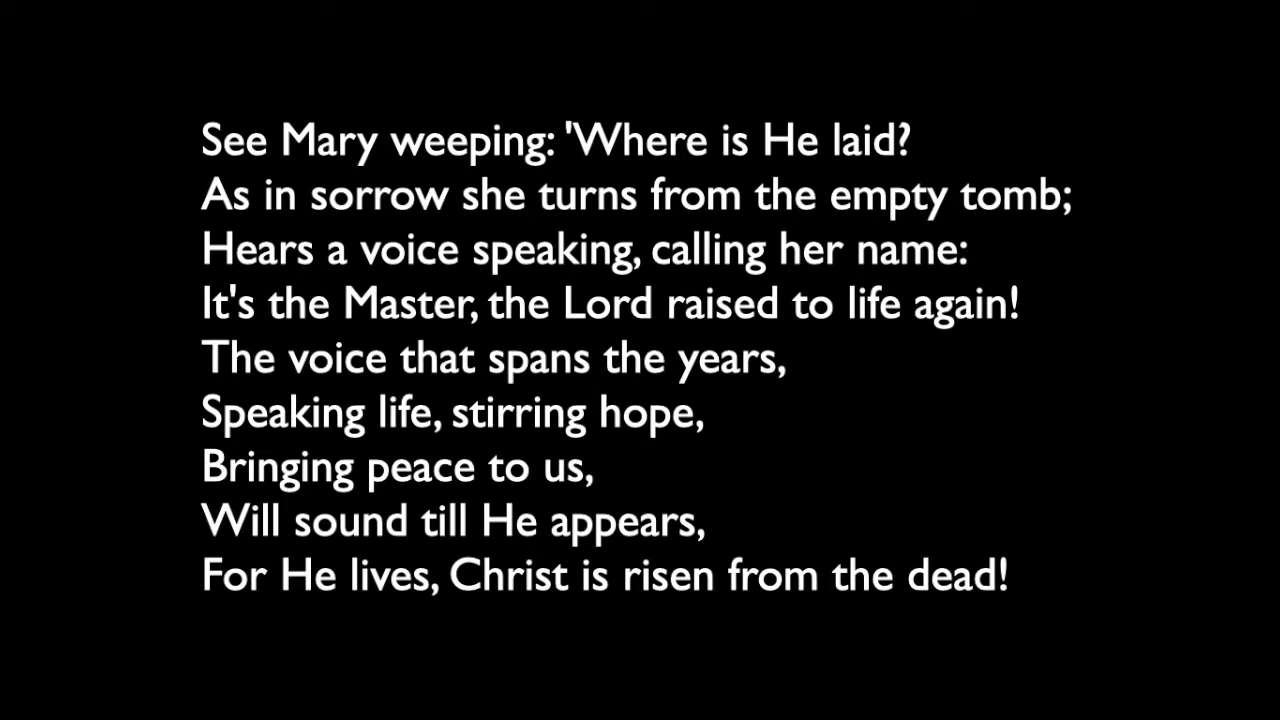 See Mary weeping: 'Where is He laid?
As in sorrow she turns from the empty tomb;
Hears a voice speaking, calling her name:
It's the Master, the Lord raised to life again!
The voice that spans the years,
Speaking life, stirring hope,
Bringing peace to us,
Will sound till He appears,
For He lives, Christ is risen from the dead!